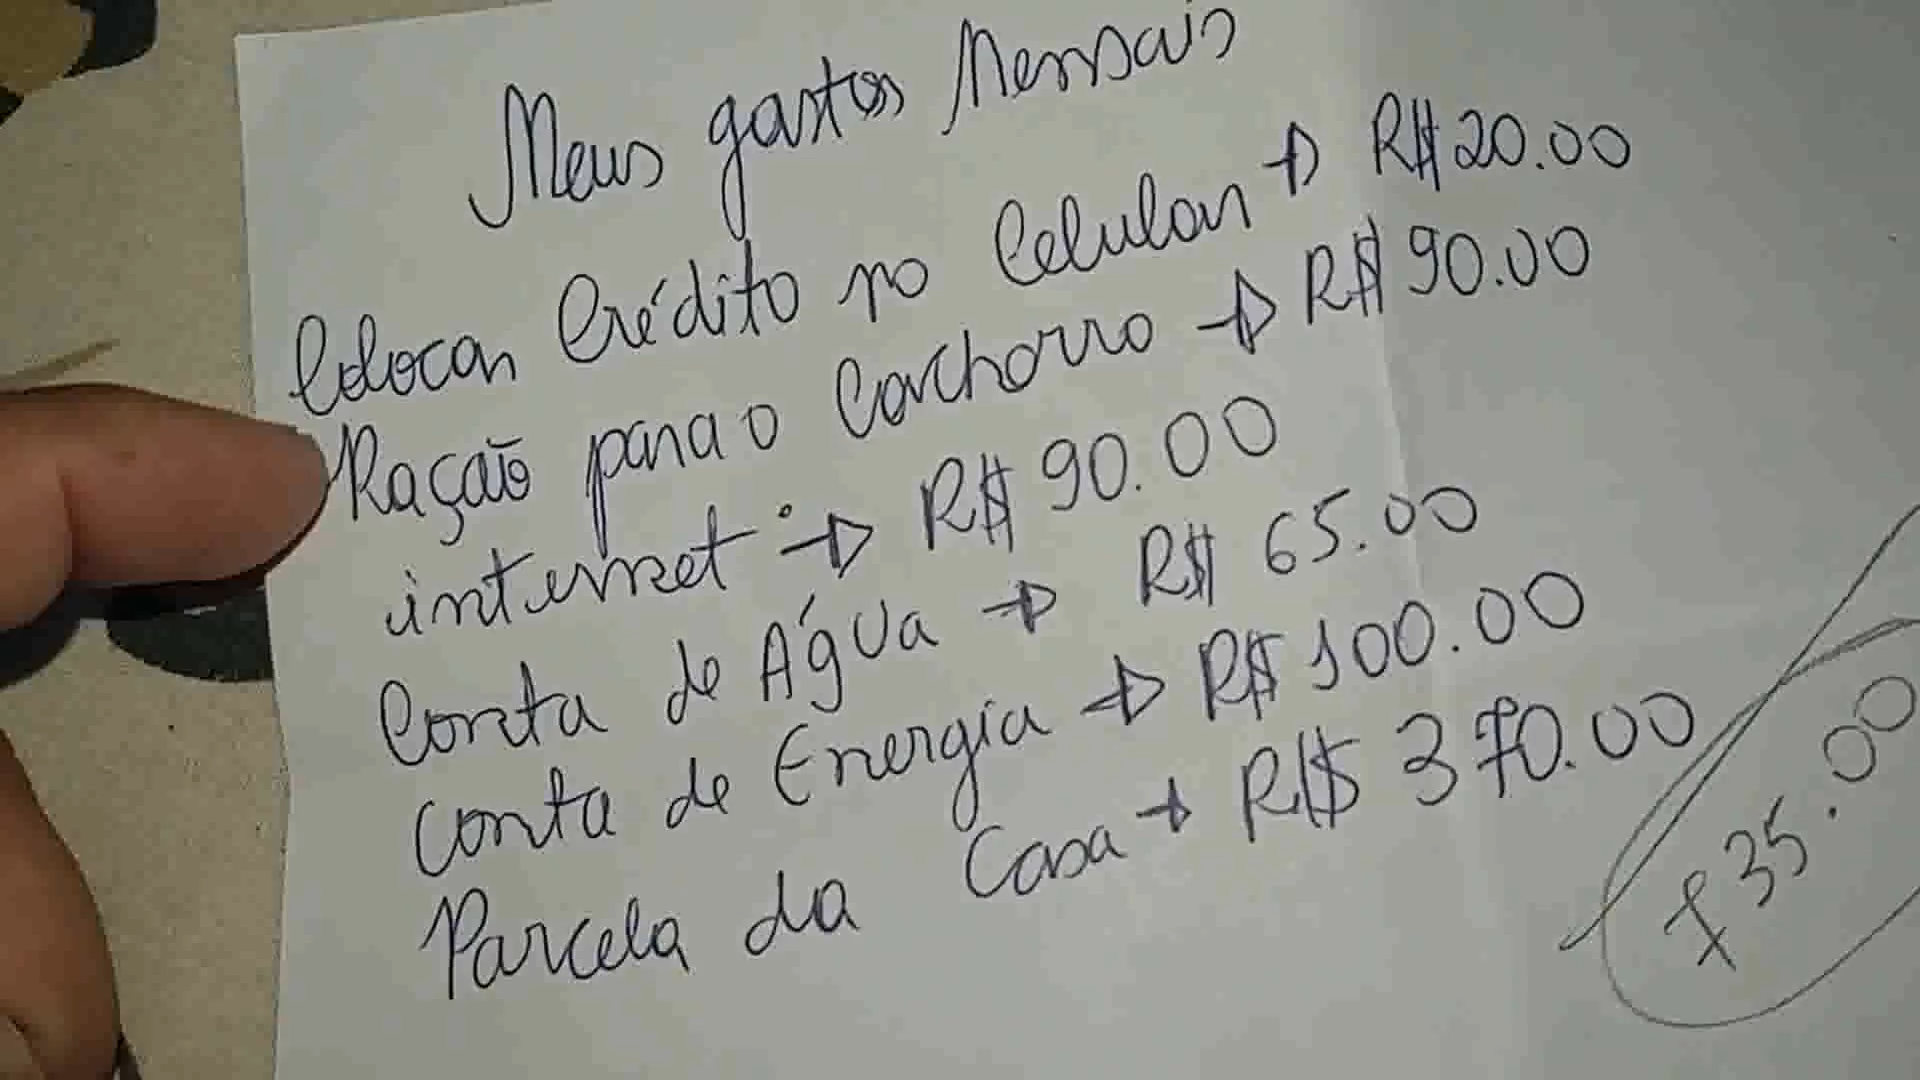 Meus gastos Mensais
Colocar Crédito no Celular → R$ 20.00
Ração para o Cachorro → R$ 90.00
internet → R$ 90.00
Conta de Água → R$ 65.00
Conta de Energia → R$ 100.00
Parcela da Casa → R$ 370.00
735.00